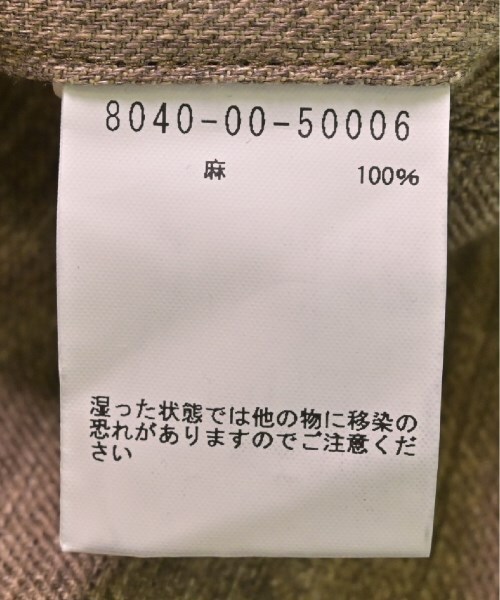 8040-00-50006
麻 100%
湿った状態では他の物に移染の
恐れがありますのでご注意くだ
さい